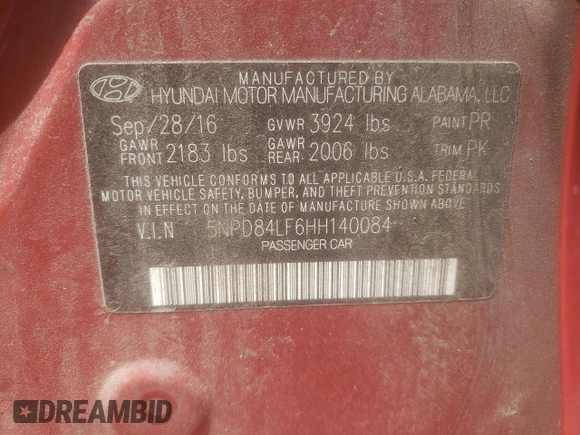 MANUFACTURED BY
HYUNDAI MOTOR MANUFACTURING ALABAMA, LLC
Sep/28/16 GVWR 3924 lbs PAINT PR
GAWR FRONT 2183 lbs GAWR REAR 2006 lbs TRIM PK
THIS VEHICLE CONFORMS TO ALL APPLICABLE U.S.A. FEDERAL
MOTOR VEHICLE SAFETY, BUMPER, AND THEFT PREVENTION STANDARDS
IN EFFECT ON THE DATE OF MANUFACTURE SHOWN ABOVE
V.I.N 5NPD84LF6HH140084
PASSENGER CAR
DREAMBID